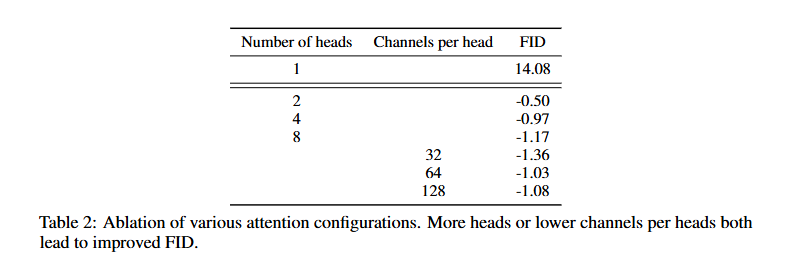 Number of heads Channels per head FID
1 14.08
2 -0.50
4 -0.97
8 -1.17
32 -1.36
64 -1.03
128 -1.08
Table 2: Ablation of various attention configurations. More heads or lower channels per heads both
lead to improved FID.